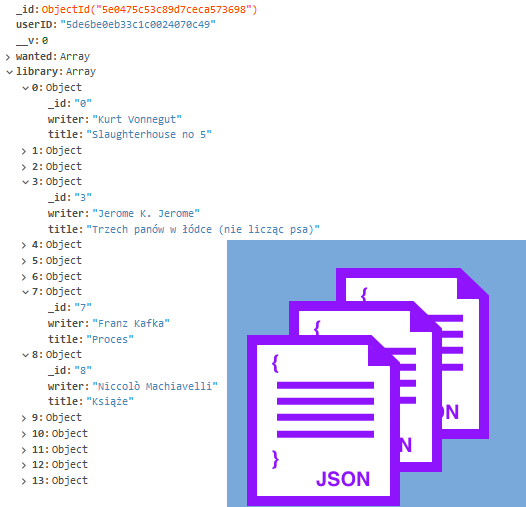 _id: ObjectId("5e0475c53c89d7ceca573698")
userID: "5de6be0eb33c1c0024070c49"
__v: 0
wanted: Array
library: Array
0: Object
_id: "0"
writer: "Kurt Vonnegut"
title: "Slaughterhouse no 5"
1: Object
2: Object
3: Object
_id: "3"
writer: "Jerome K. Jerome"
title: "Trzech panów w łódce (nie licząc psa)"
4: Object
5: Object
6: Object
7: Object
_id: "7"
writer: "Franz Kafka"
title: "Proces"
8: Object
_id: "8"
writer: "Niccolò Machiavelli"
title: "Książe"
9: Object
10: Object
11: Object
12: Object
13: Object
{
{
ON
{
N
}
JSON